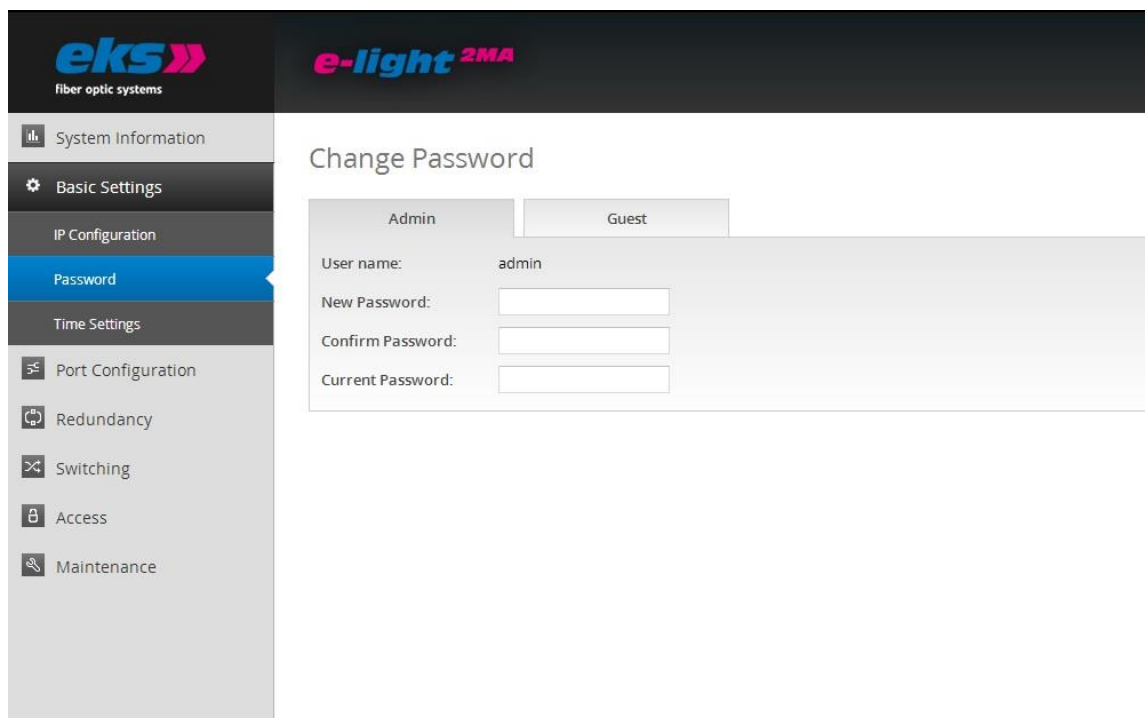 eks
fiber optic systems
e-light 2MA
System Information
Basic Settings
IP Configuration
Password
Time Settings
Port Configuration
Redundancy
Switching
Access
Maintenance
Change Password
Admin Guest
User name: admin
New Password:
Confirm Password:
Current Password: